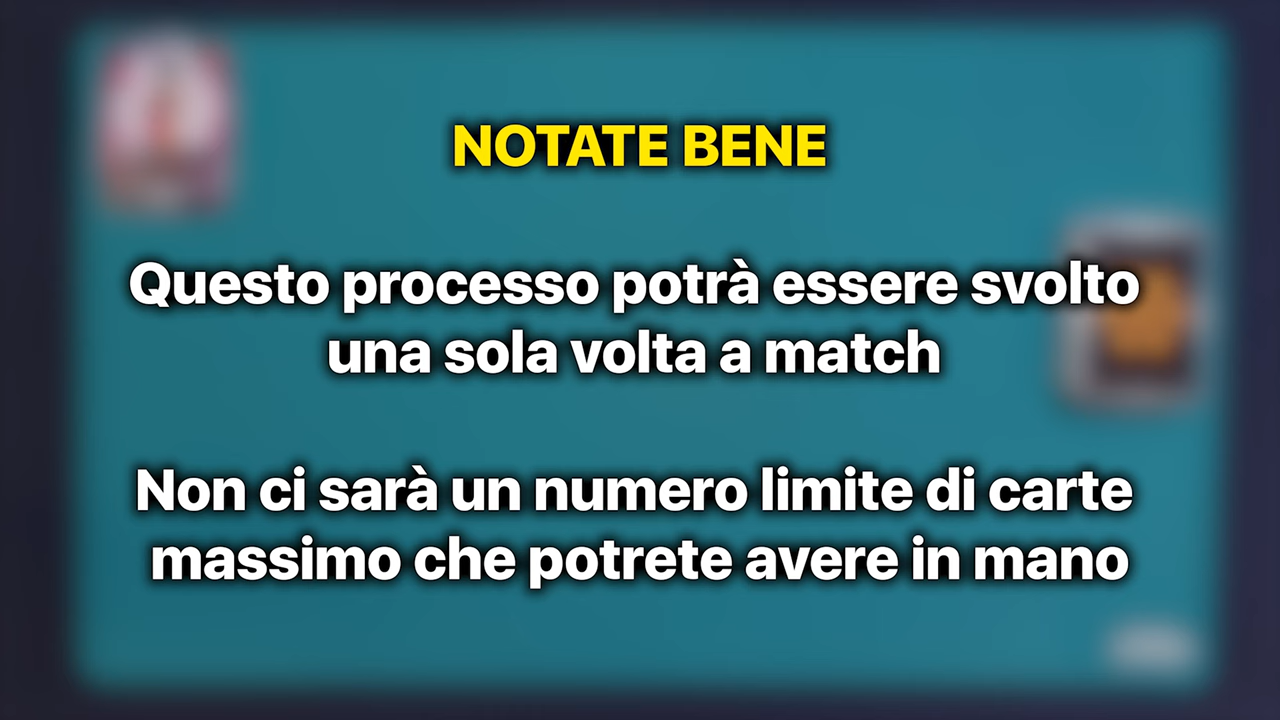 NOTATE BENE
Questo processo potrà essere svolto
una sola volta a match
Non ci sarà un numero limite di carte
massimo che potrete avere in mano